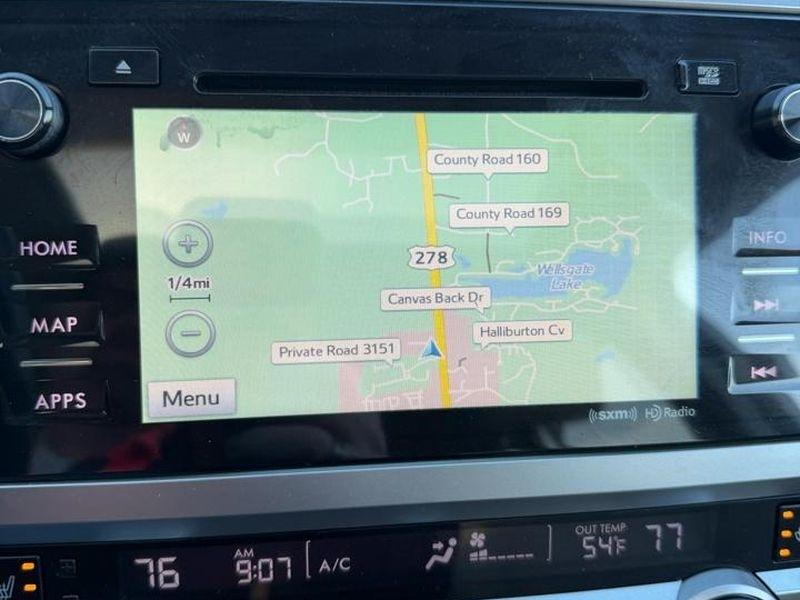 microSD
W
County Road 160
County Road 169
HOME
INFO
278
1/4mi
Wellsgate
Lake
Canvas Back Dr
MAP
Halliburton Cv
Private Road 3151
Menu
APPS
((sxm)) HD Radio
76
AM
9:07
A/C
OUT TEMP
54°F
77